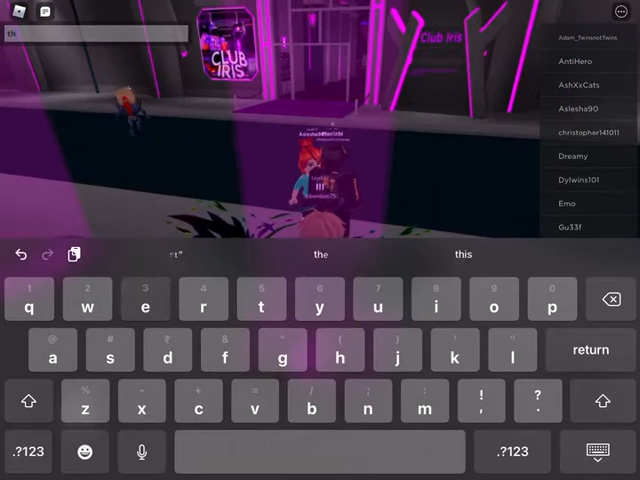 th
CLUB
IRIS
Club Iris
Adam_TwinsnotTwins
AntiHero
AshXxCats
Aslesha90
christopher141011
Dreamy
Dylwins101
Emo
Gu33f
the
this
1 2 3 4 5 6 7 8 9 0
q w e r t y u i o p
@ # ₫ & * ( ) ' "
a s d f g h j k l return
% - + = / ; : ! ?
z x c v b n m , .
.?123 .?123